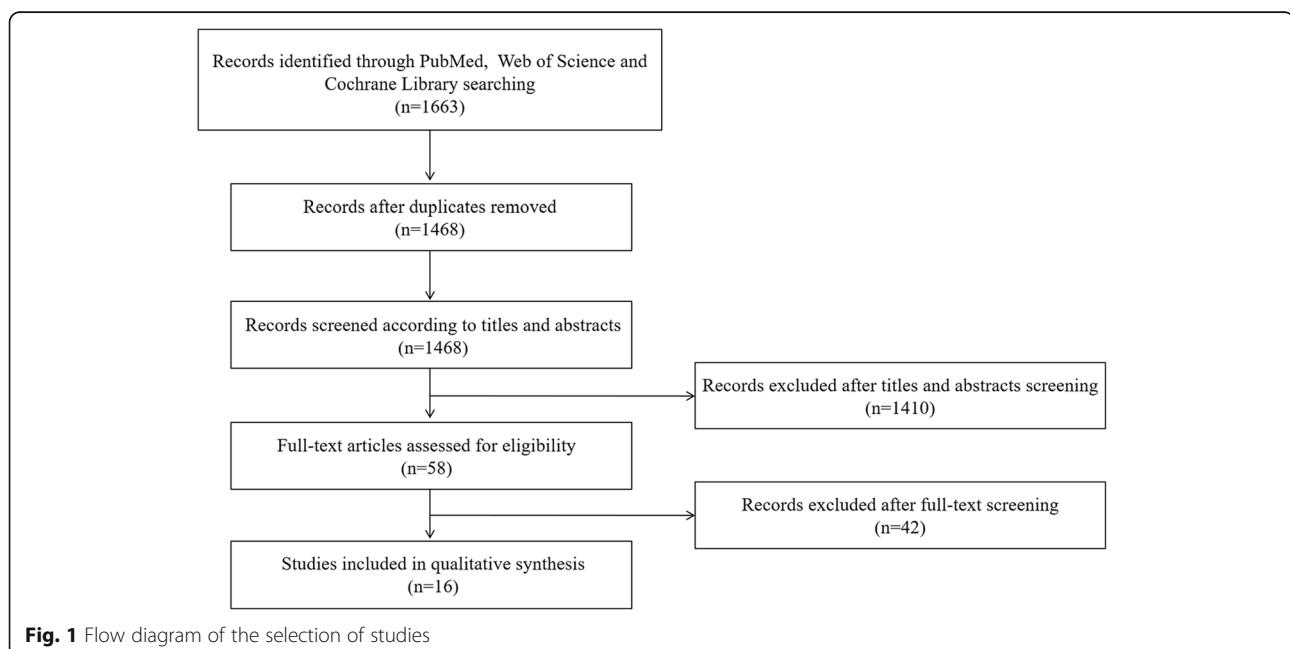 Records identified through PubMed, Web of Science and
Cochrane Library searching
(n=1663)
Records after duplicates removed
(n=1468)
Records screened according to titles and abstracts
(n=1468)
Records excluded after titles and abstracts screening
(n=1410)
Full-text articles assessed for eligibility
(n=58)
Records excluded after full-text screening
(n=42)
Studies included in qualitative synthesis
(n=16)
Fig. 1 Flow diagram of the selection of studies